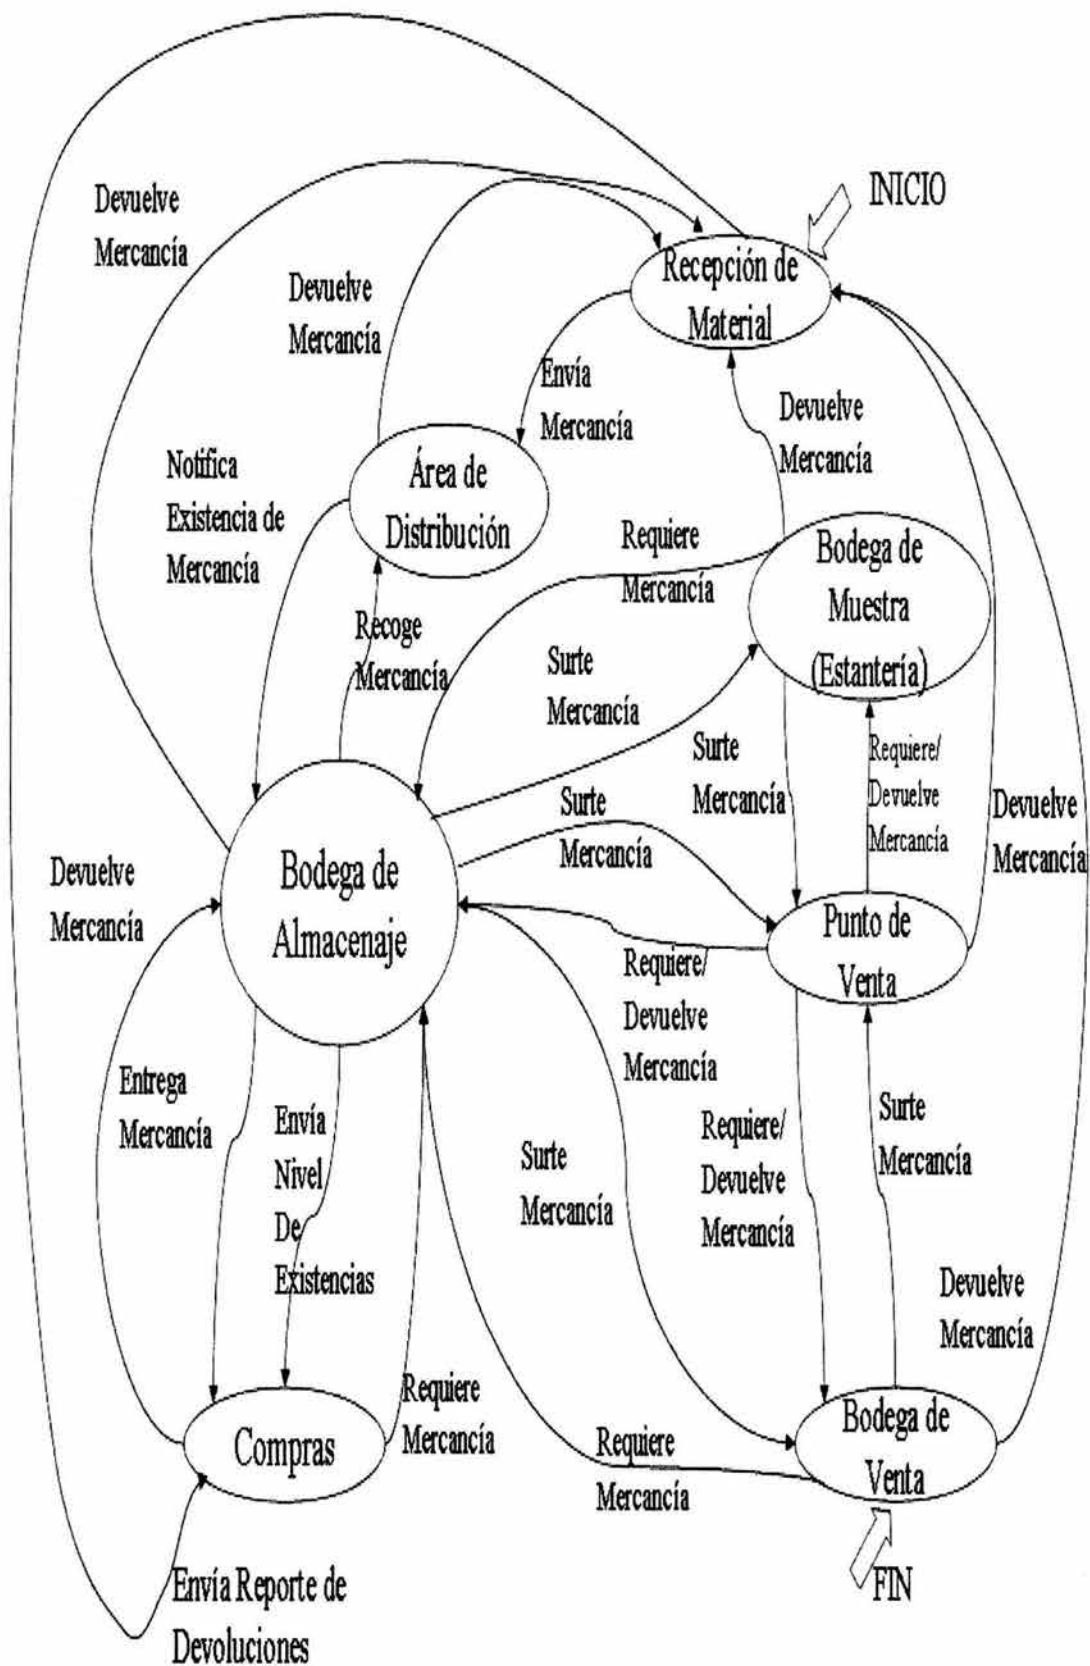 INICIO
Devuelve
Mercancía
Recepción de
Material
Devuelve
Mercancía
Envía
Mercancía
Devuelve
Mercancía
Notifica
Existencia de
Mercancía
Área de
Distribución
Requiere
Mercancía
Bodega de
Muestra
(Estantería)
Recoge
Mercancía
Surte
Mercancía
Surte
Mercancía
Requiere/
Devuelve
Mercancía
Surte
Mercancía
Devuelve
Mercancía
Devuelve
Mercancía
Bodega de
Almacenaje
Punto de
Venta
Requiere/
Devuelve
Mercancía
Entrega
Mercancía
Envía
Nivel
De
Existencias
Surte
Mercancía
Requiere/
Devuelve
Mercancía
Surte
Mercancía
Devuelve
Mercancía
Requiere
Mercancía
Compras
Requiere
Mercancía
Bodega de
Venta
Envía Reporte de
Devoluciones
FIN